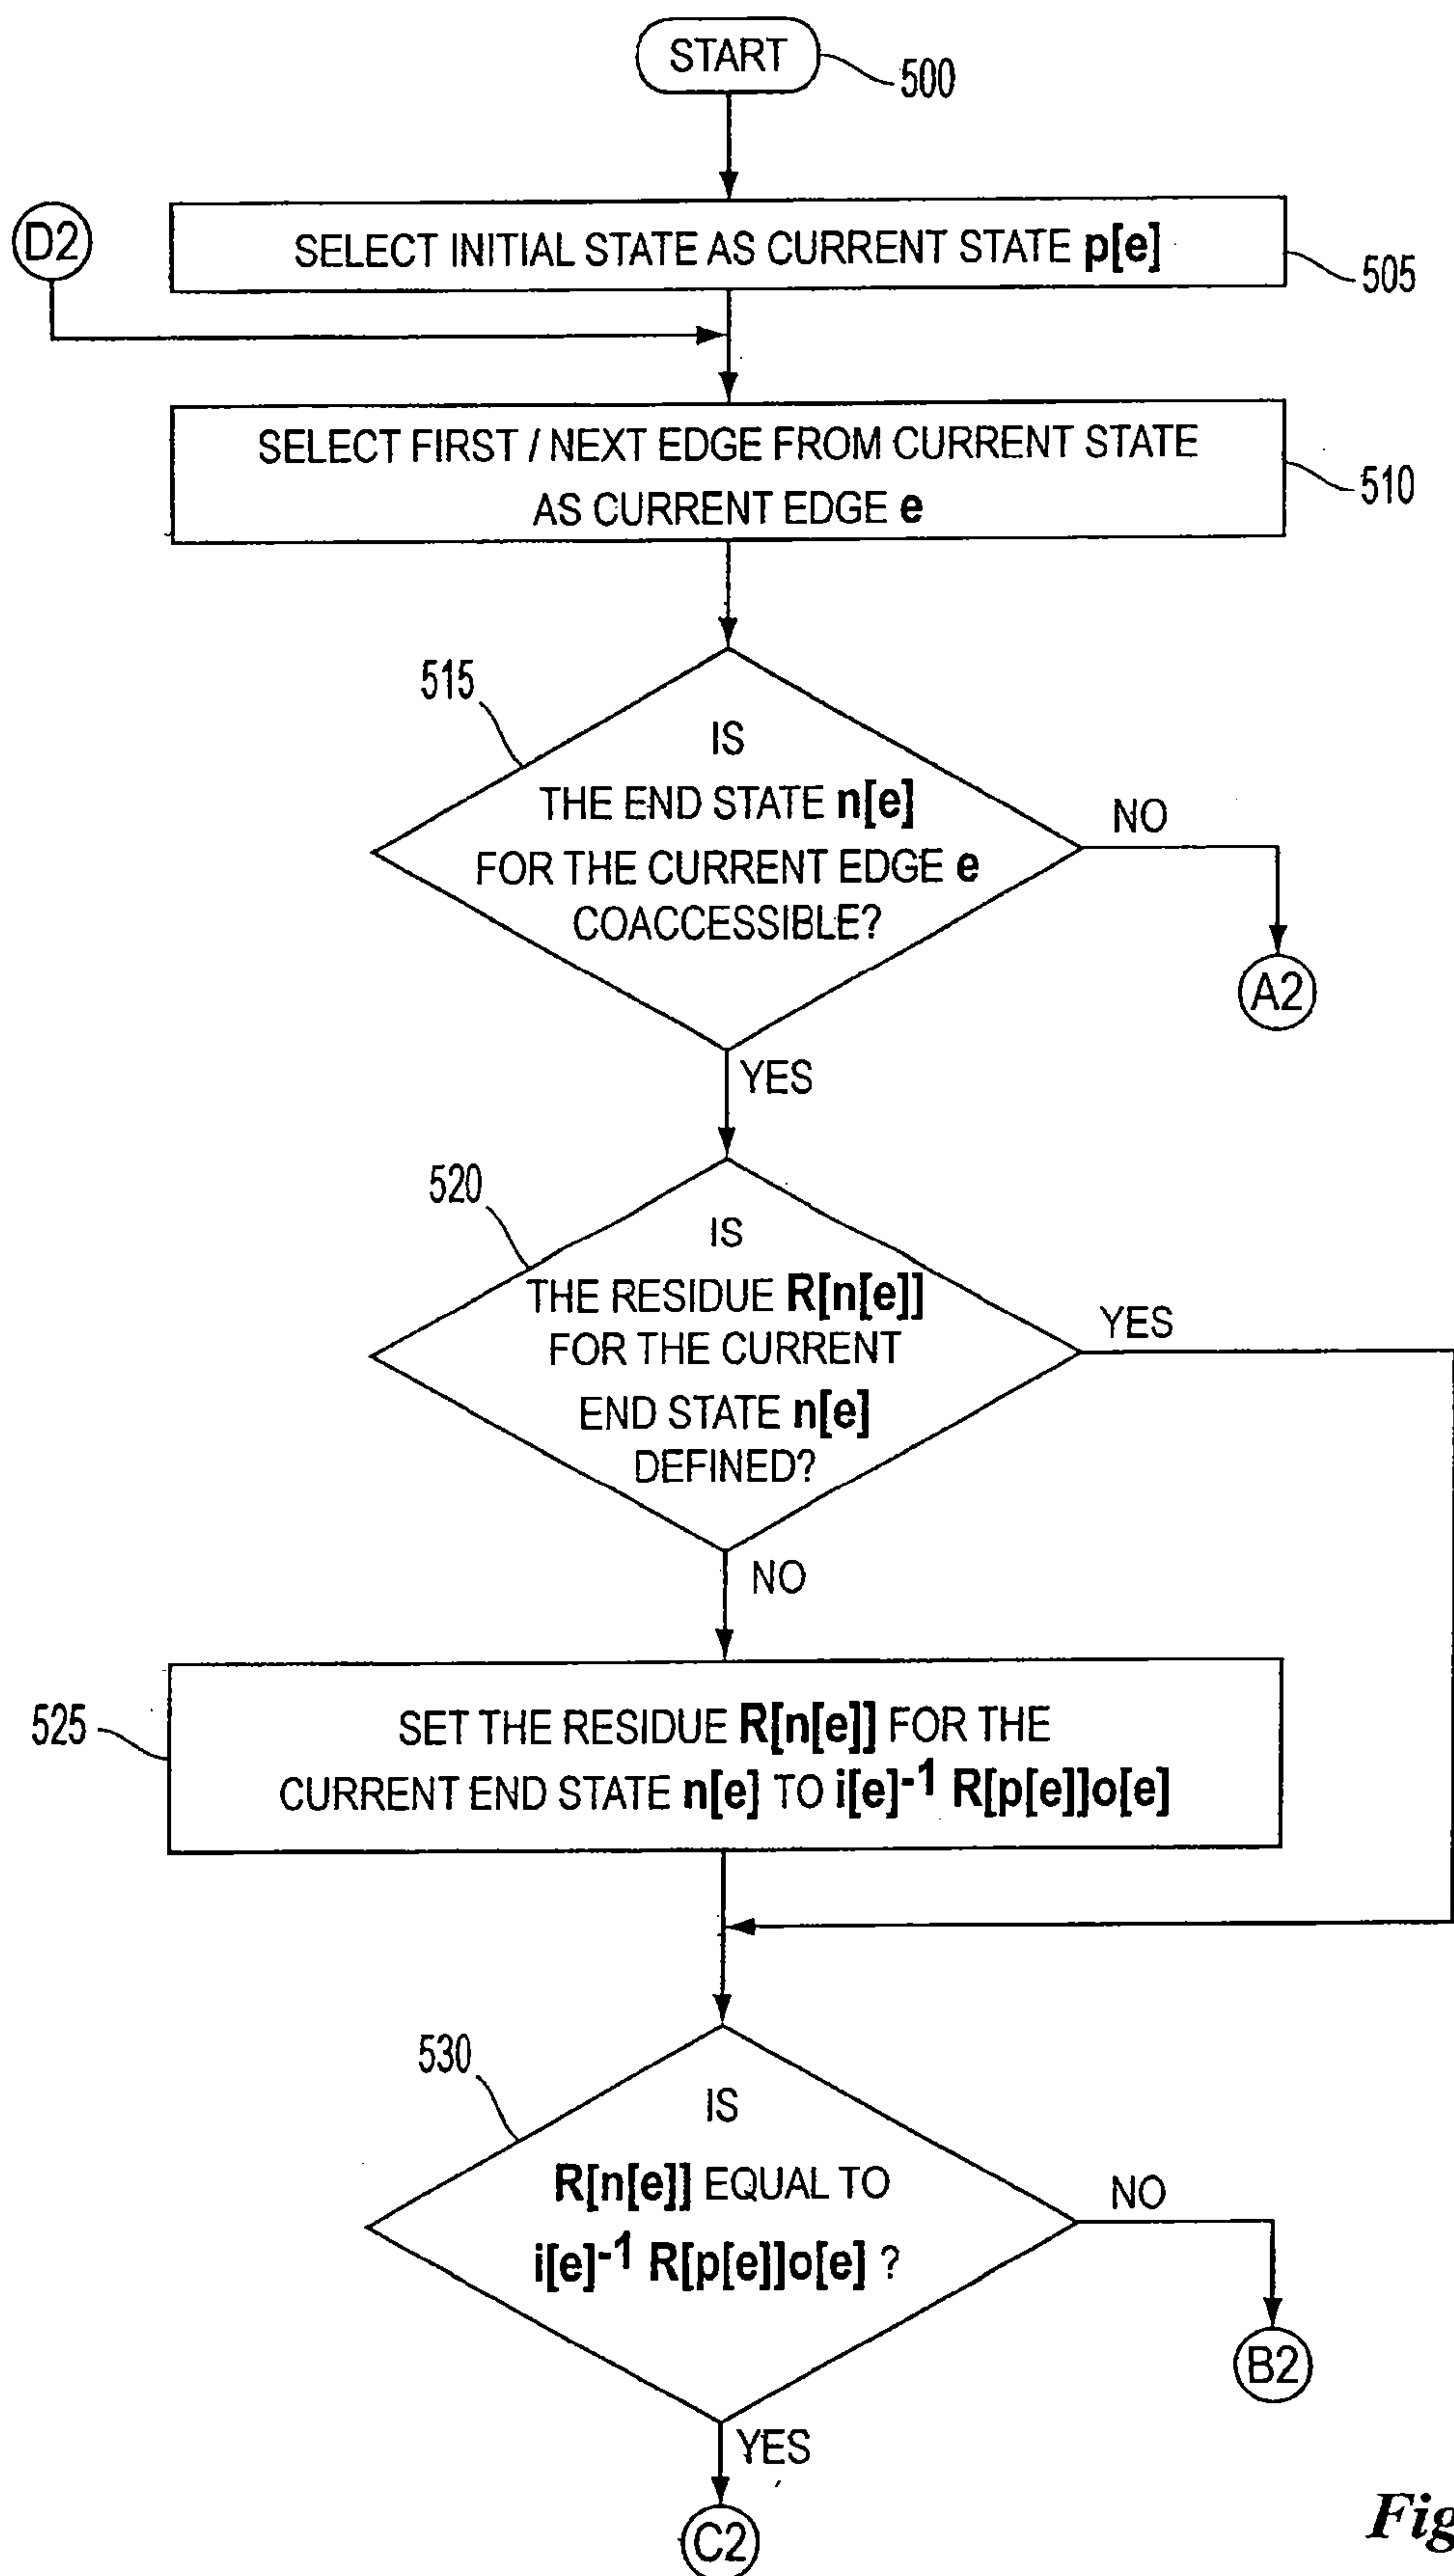 START
500
D2
SELECT INITIAL STATE AS CURRENT STATE p[e]
505
SELECT FIRST / NEXT EDGE FROM CURRENT STATE
AS CURRENT EDGE e
510
515
IS
THE END STATE n[e]
FOR THE CURRENT EDGE e
COACCESSIBLE?
NO
A2
YES
520
IS
THE RESIDUE R[n[e]]
FOR THE CURRENT
END STATE n[e]
DEFINED?
YES
NO
525
SET THE RESIDUE R[n[e]] FOR THE
CURRENT END STATE n[e] TO i[e]⁻¹ R[p[e]]o[e]
530
IS
R[n[e]] EQUAL TO
i[e]⁻¹ R[p[e]]o[e] ?
NO
B2
YES
C2
Fig